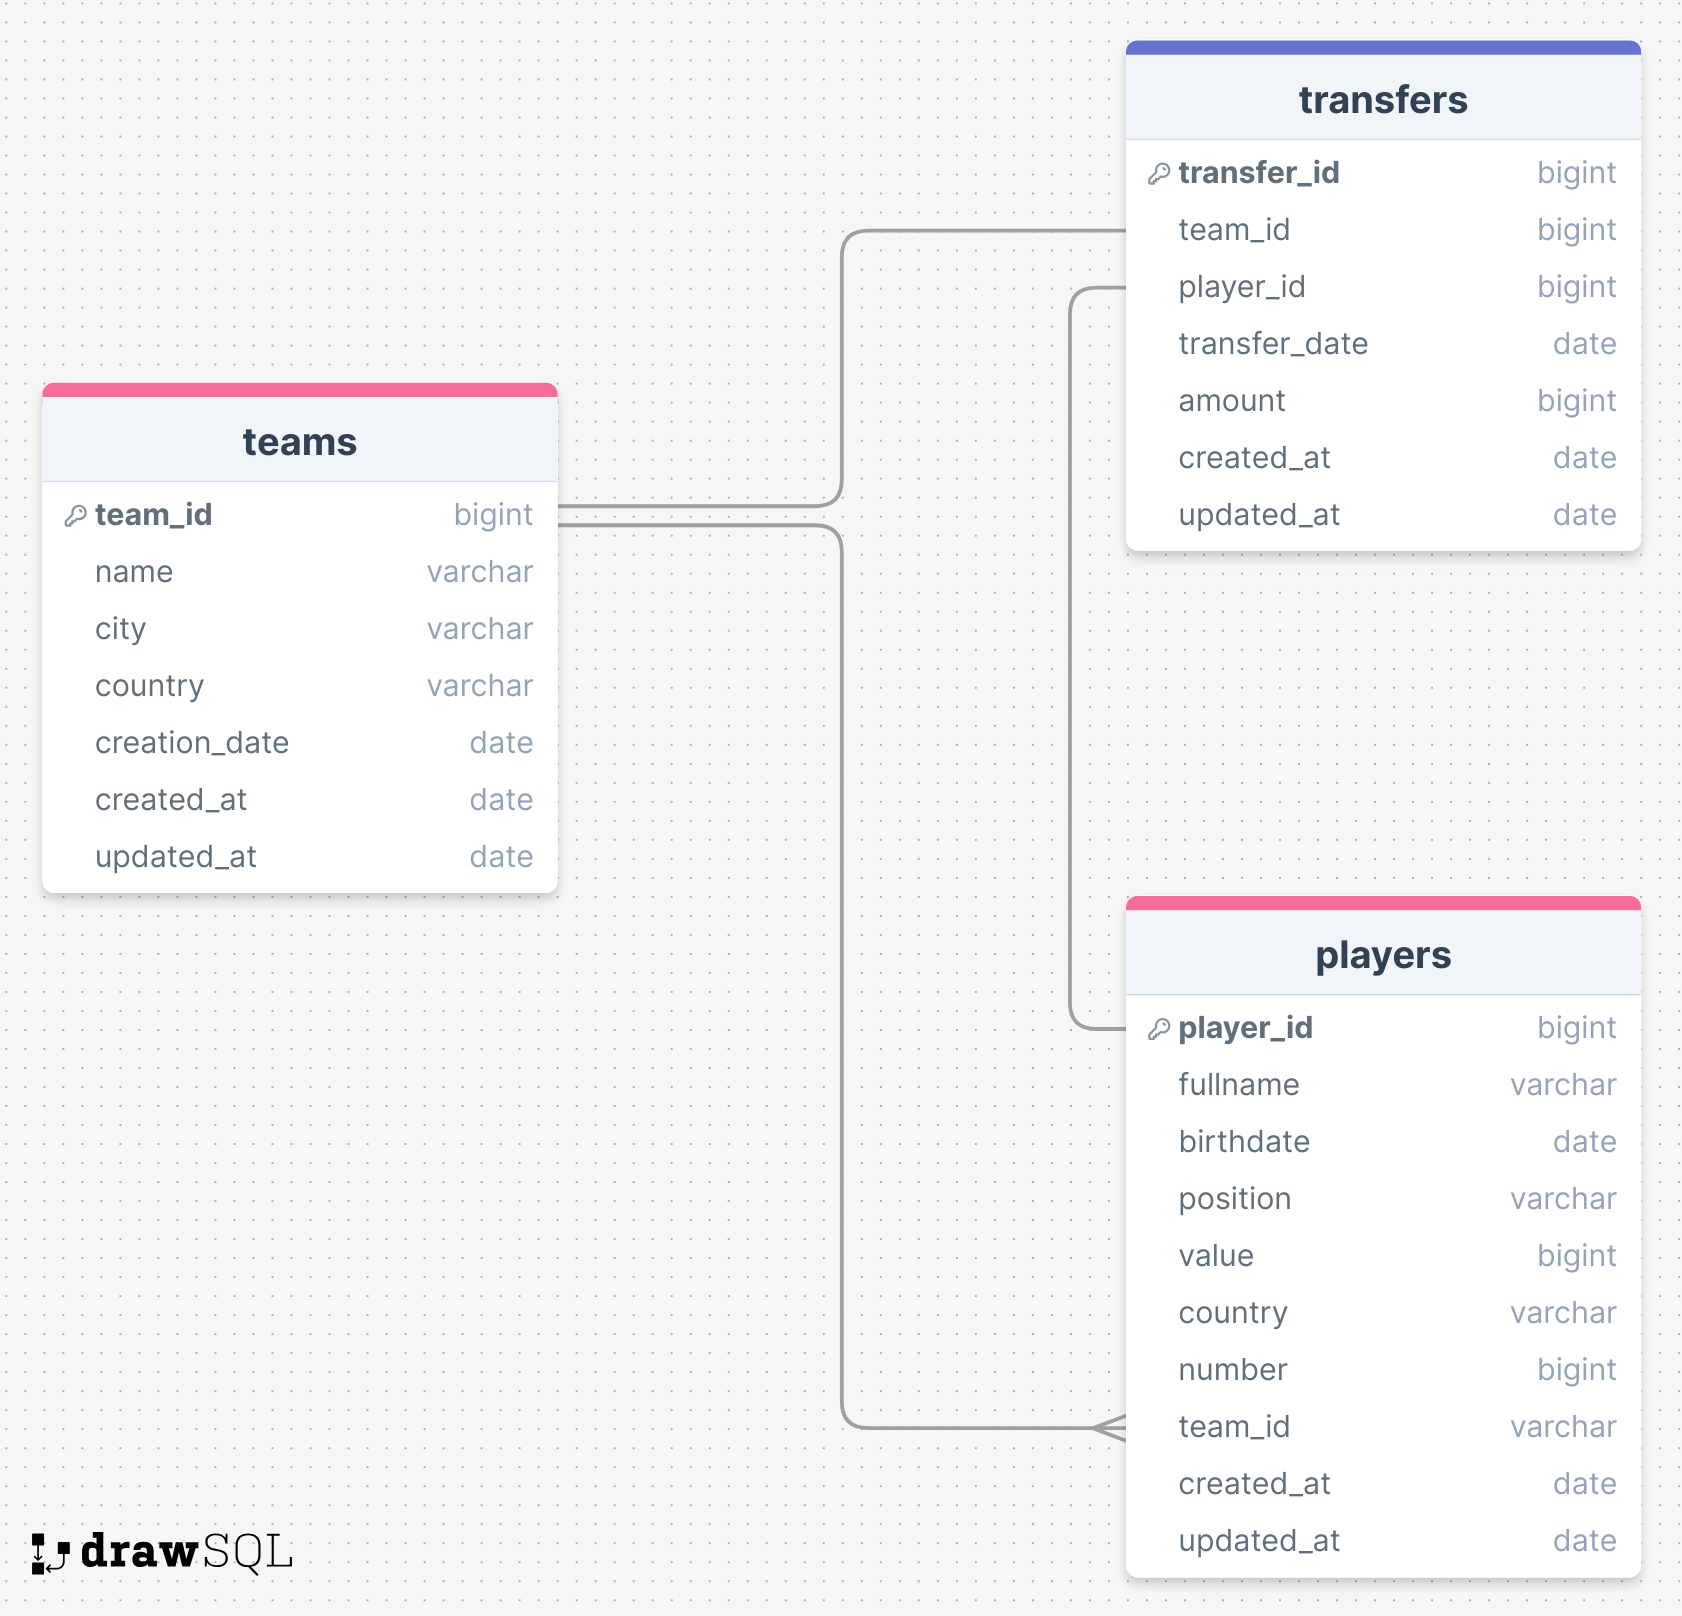 transfers
transfer_id bigint
team_id bigint
player_id bigint
transfer_date date
amount bigint
created_at date
updated_at date
teams
team_id bigint
name varchar
city varchar
country varchar
creation_date date
created_at date
updated_at date
players
player_id bigint
fullname varchar
birthdate date
position varchar
value bigint
country varchar
number bigint
team_id varchar
created_at date
updated_at date
drawSQL